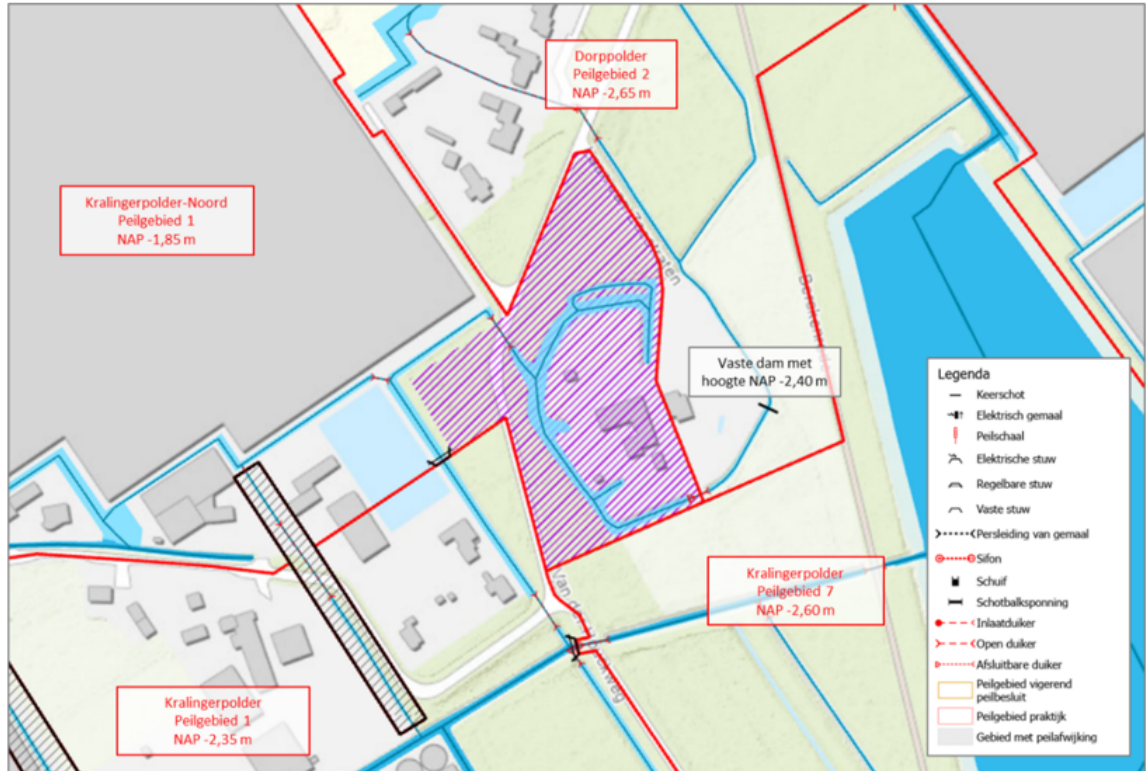 Dorppolder
Peilgebied 2
NAP -2,65 m
Kralingerpolder-Noord
Peilgebied 1
NAP -1,85 m
Vaste dam met
hoogte NAP -2,40 m
Kralingerpolder
Peilgebied 7
NAP -2,60 m
Kralingerpolder
Peilgebied 1
NAP -2,35 m
Legenda
Keerschot
Elektrisch gemaal
Peilschaal
Elektrische stuw
Regelbare stuw
Vaste stuw
Persleiding van gemaal
Sifon
Schuif
Schotbalksponning
Inlaatduiker
Open duiker
Afsluitbare duiker
Peilgebied vigerend
peilbesluit
Peilgebied praktijk
Gebied met peilafwijking